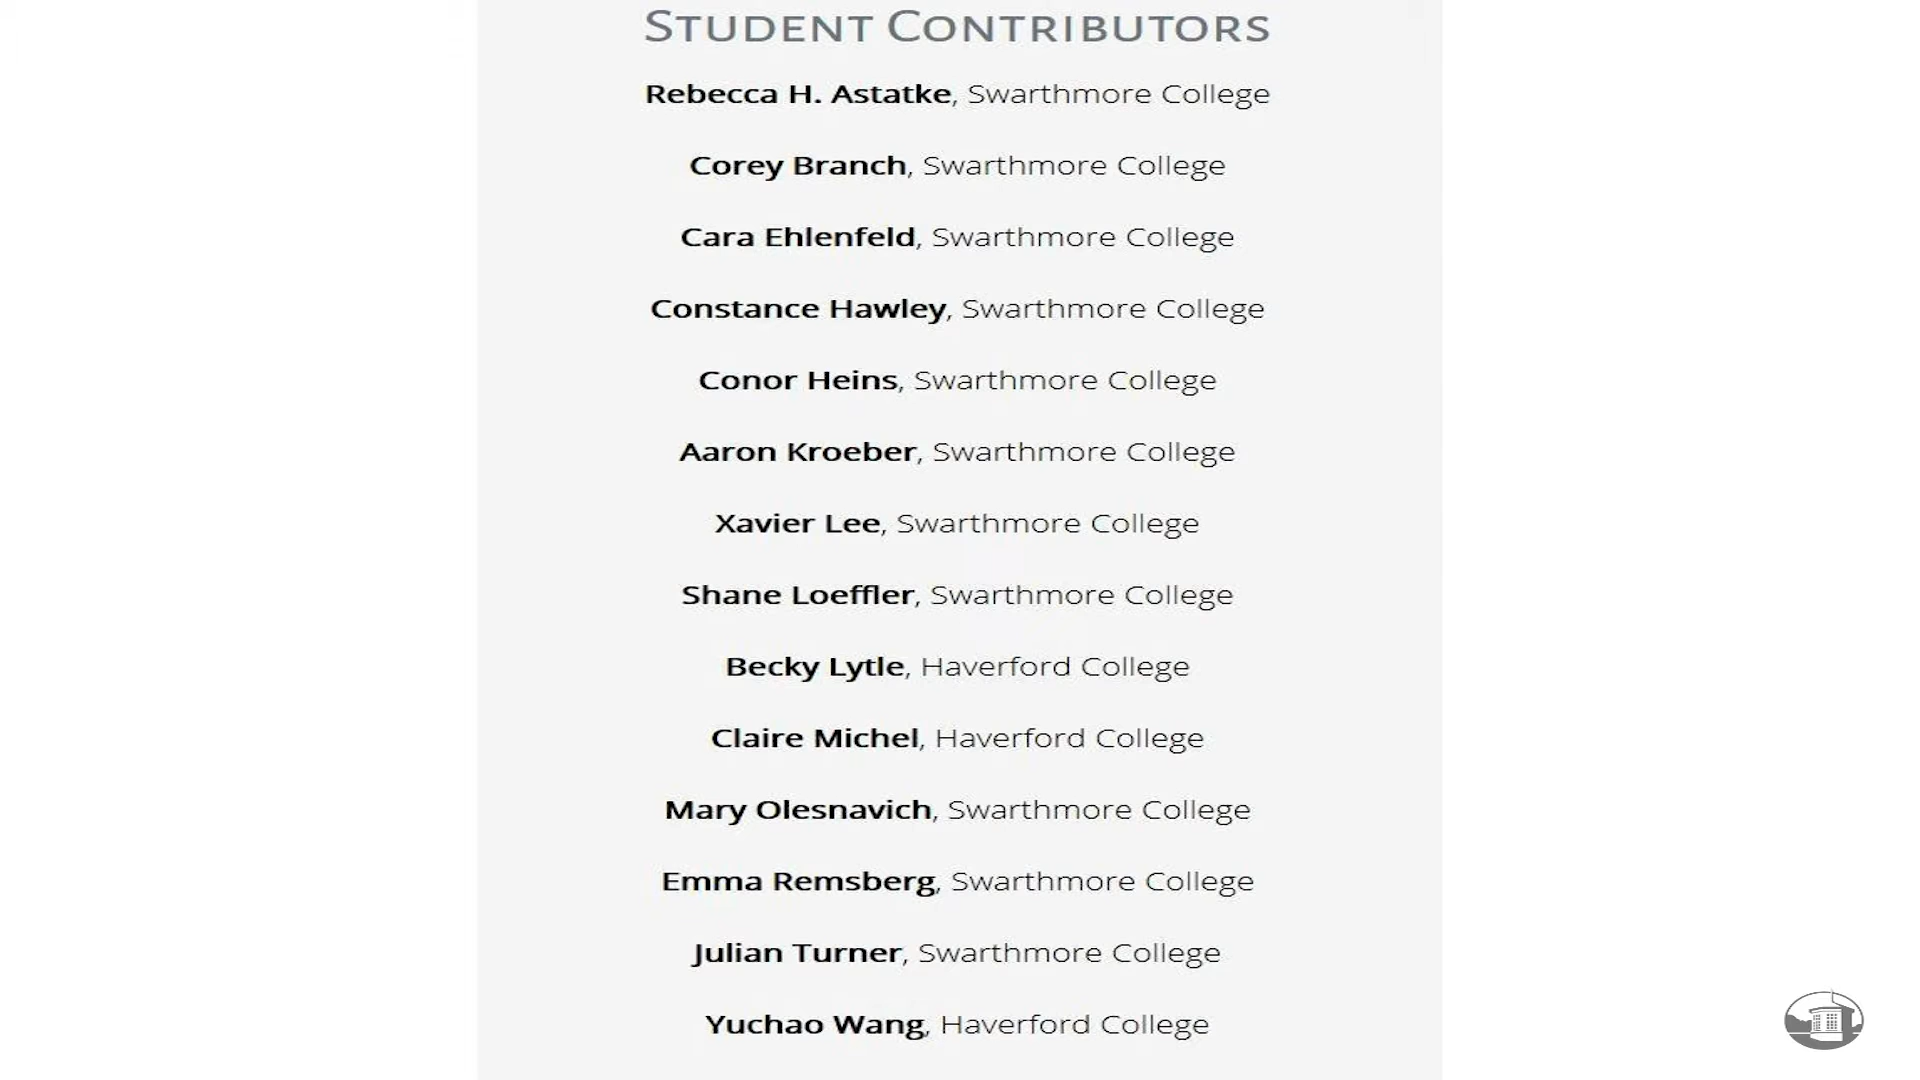 STUDENT CONTRIBUTORS
Rebecca H. Astatke, Swarthmore College
Corey Branch, Swarthmore College
Cara Ehlenfeld, Swarthmore College
Constance Hawley, Swarthmore College
Conor Heins, Swarthmore College
Aaron Kroeber, Swarthmore College
Xavier Lee, Swarthmore College
Shane Loeffler, Swarthmore College
Becky Lytle, Haverford College
Claire Michel, Haverford College
Mary Olesnavich, Swarthmore College
Emma Remsberg, Swarthmore College
Julian Turner, Swarthmore College
Yuchao Wang, Haverford College